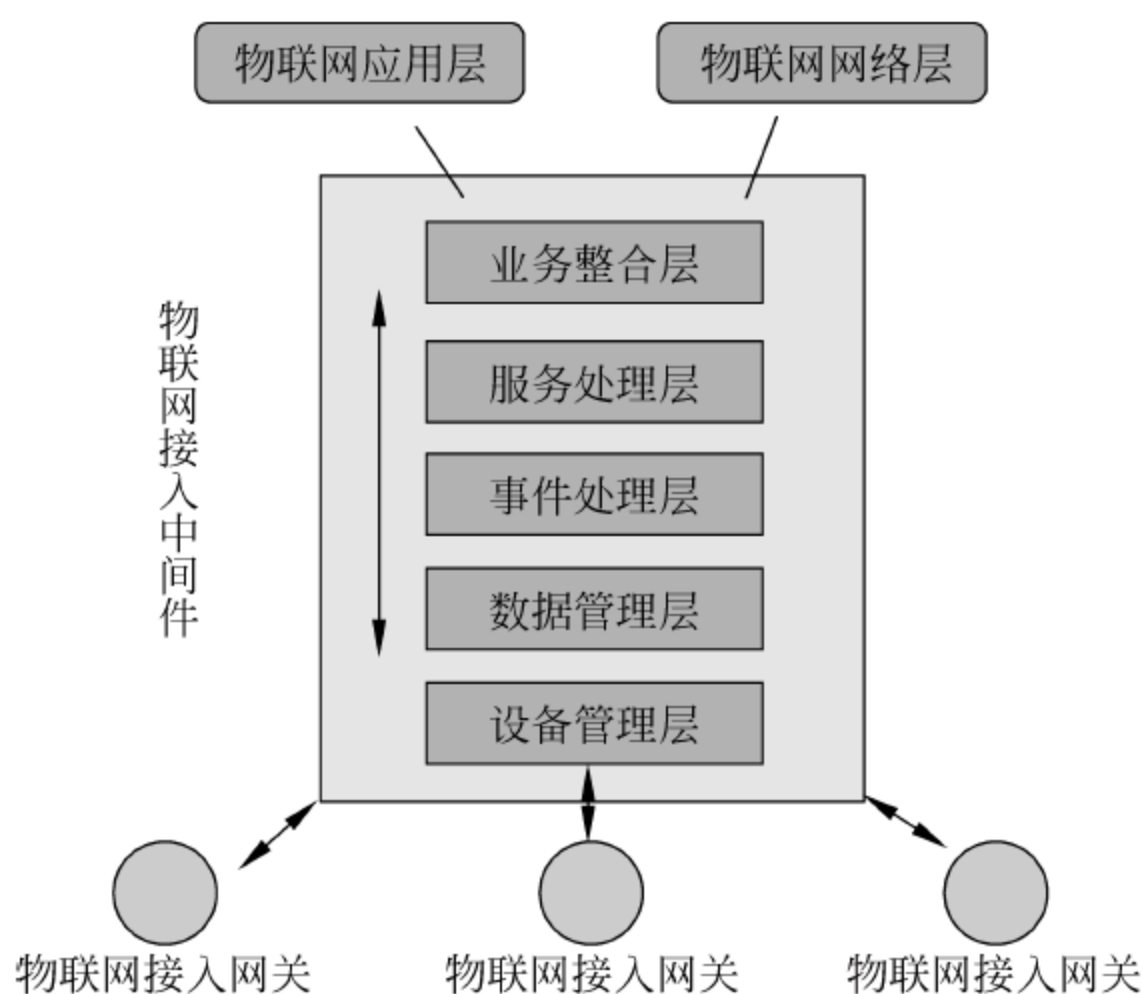 物联网应用层
物联网网络层
业务整合层
服务处理层
事件处理层
数据管理层
设备管理层
物联网接入中间件
物联网接入网关
物联网接入网关
物联网接入网关